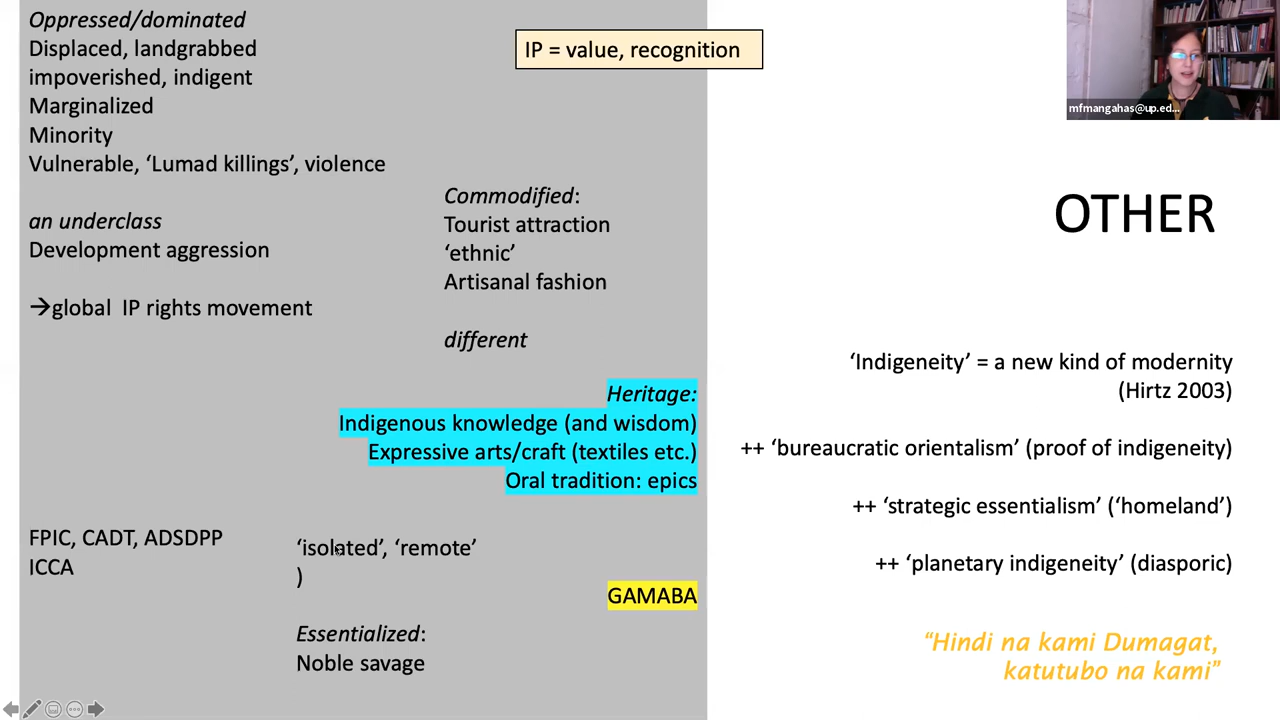 Oppressed/dominated
Displaced, landgrabbed
impoverished, indigent
Marginalized
Minority
Vulnerable, ‘Lumad killings’, violence
an underclass
Development aggression
→global  IP rights movement
IP = value, recognition
Commodified:
Tourist attraction
‘ethnic’
Artisanal fashion
different
Heritage:
Indigenous knowledge (and wisdom)
Expressive arts/craft (textiles etc.)
Oral tradition: epics
FPIC, CADT, ADSDPP
ICCA
‘isolated’, ‘remote’
)
GAMABA
Essentialized:
Noble savage
mfmangahas@up.ed...
OTHER
‘Indigeneity’ = a new kind of modernity
(Hirtz 2003)
++ ‘bureaucratic orientalism’ (proof of indigeneity)
++ ‘strategic essentialism’ (‘homeland’)
++ ‘planetary indigeneity’ (diasporic)
“Hindi na kami Dumagat,
katutubo na kami”